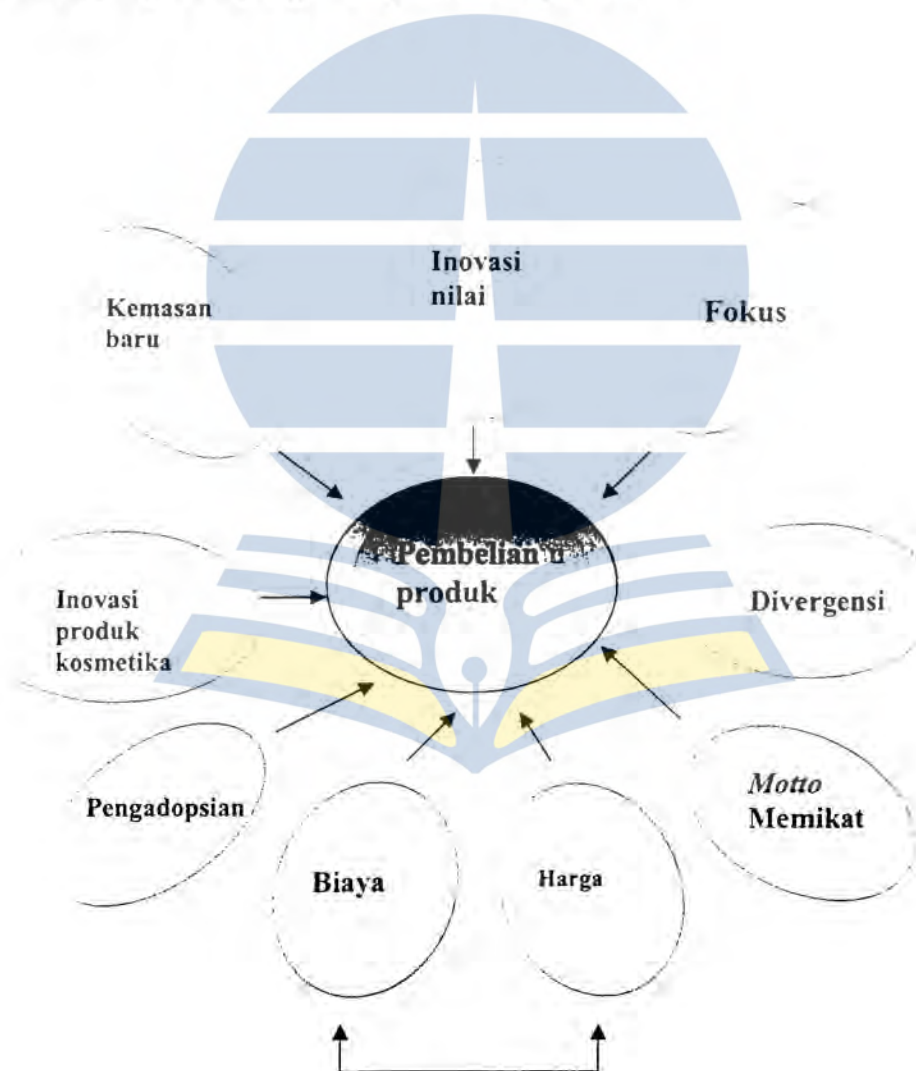 Inovasi
nilai
Kemasan
baru
Fokus
Pembelian
produk
Inovasi
produk
kosmetika
Divergensi
Pengadopsian
Motto
Memikat
Biaya
Harga